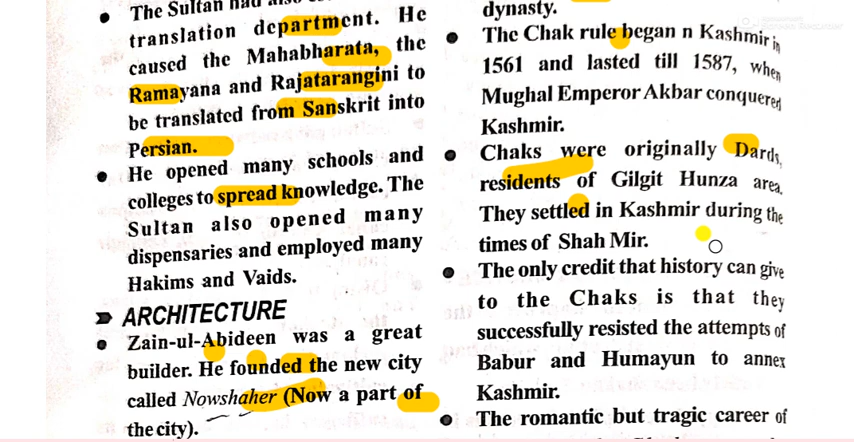 The Sultan had also
translation department. He
caused the Mahabharata, the
Ramayana and Rajatarangini to
be translated from Sanskrit into
Persian.
He opened many schools and
colleges to spread knowledge. The
Sultan also opened many
dispensaries and employed many
Hakims and Vaids.
ARCHITECTURE
Zain-ul-Abideen was a great
builder. He founded the new city
called Nowshaher (Now a part of
the city).
dynasty.
The Chak rule began n Kashmir in
1561 and lasted till 1587, when
Mughal Emperor Akbar conquered
Kashmir.
Chaks were originally Dards,
residents of Gilgit Hunza area.
They settled in Kashmir during the
times of Shah Mir.
The only credit that history can give
to the Chaks is that they
successfully resisted the attempts of
Babur and Humayun to annex
Kashmir.
The romantic but tragic career of